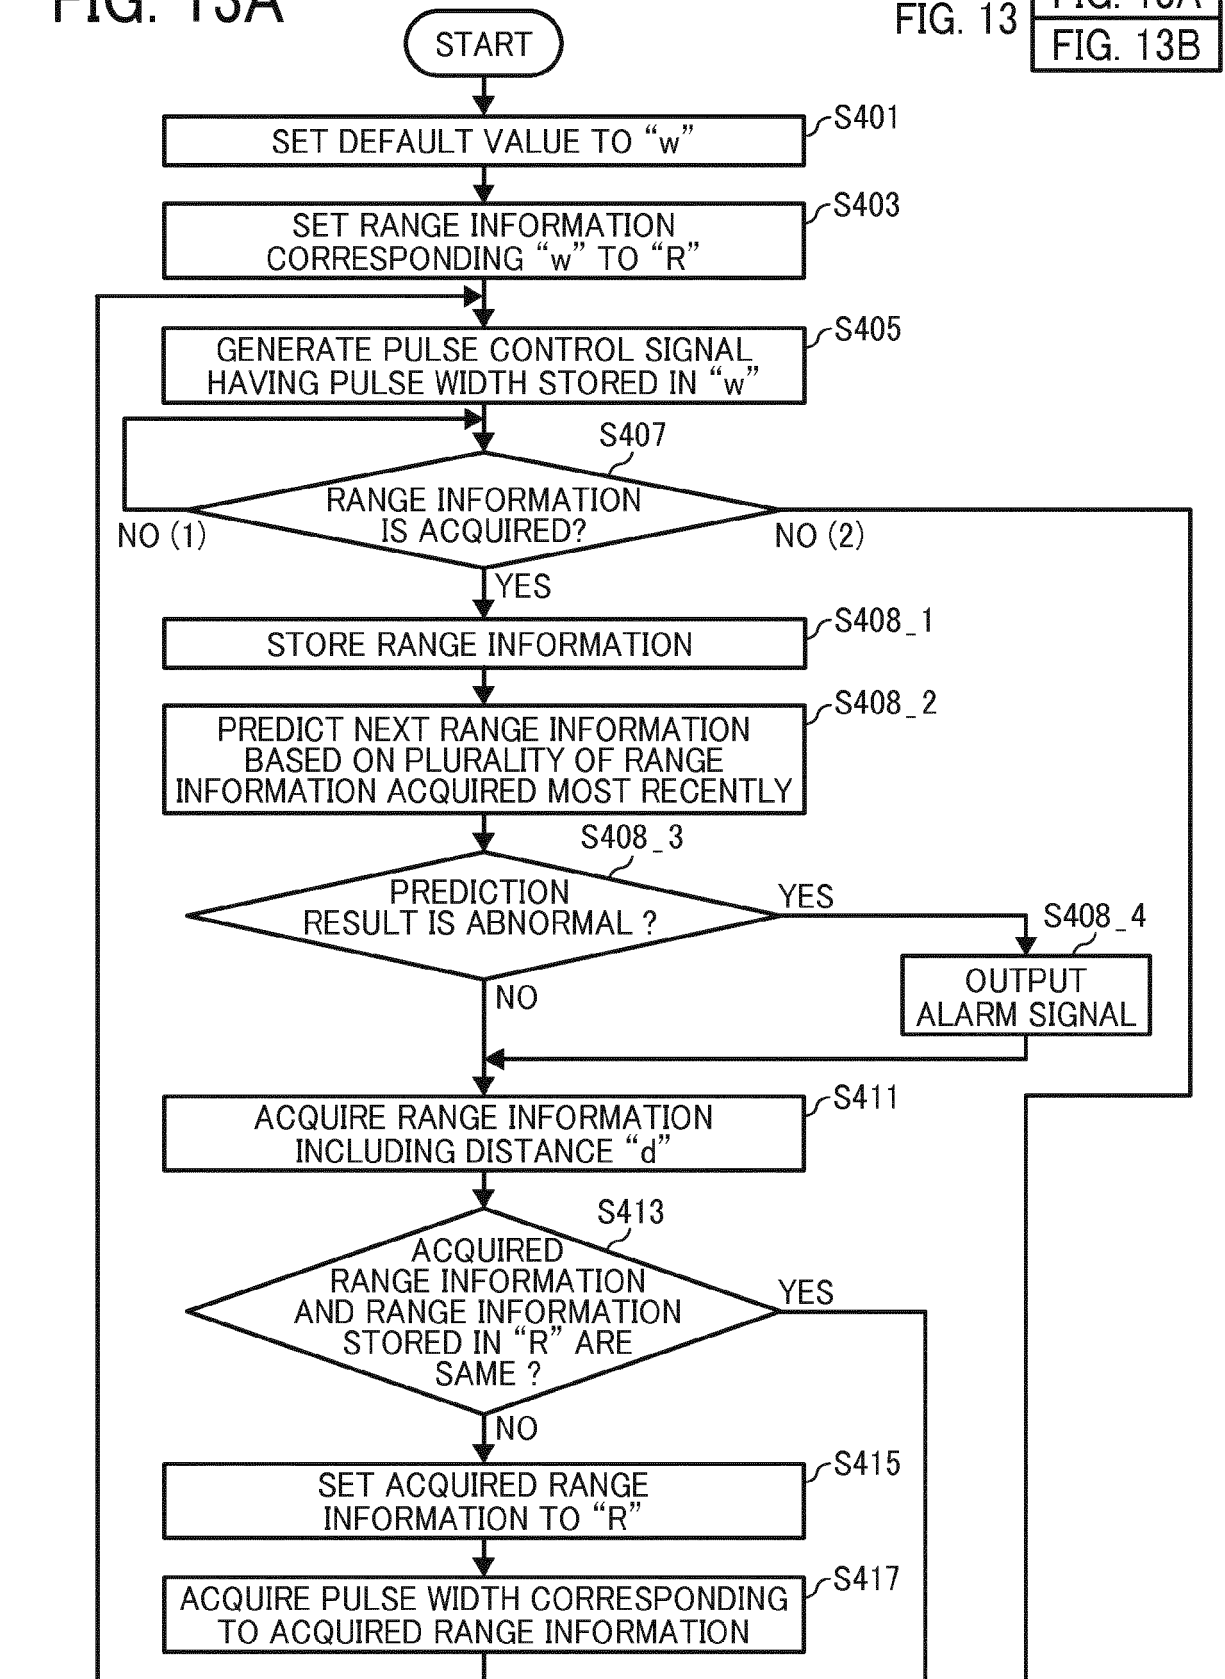 FIG. 13A
FIG. 13
FIG. 13A
FIG. 13B
START
S401
SET DEFAULT VALUE TO “w”
S403
SET RANGE INFORMATION
CORRESPONDING “w” TO “R”
S405
GENERATE PULSE CONTROL SIGNAL
HAVING PULSE WIDTH STORED IN “w”
S407
RANGE INFORMATION
IS ACQUIRED?
NO (1)
NO (2)
YES
S408_1
STORE RANGE INFORMATION
S408_2
PREDICT NEXT RANGE INFORMATION
BASED ON PLURALITY OF RANGE
INFORMATION ACQUIRED MOST RECENTLY
S408_3
PREDICTION
RESULT IS ABNORMAL ?
YES
S408_4
OUTPUT
ALARM SIGNAL
NO
S411
ACQUIRE RANGE INFORMATION
INCLUDING DISTANCE “d”
S413
ACQUIRED
RANGE INFORMATION
AND RANGE INFORMATION
STORED IN “R” ARE
SAME ?
YES
NO
S415
SET ACQUIRED RANGE
INFORMATION TO “R”
S417
ACQUIRE PULSE WIDTH CORRESPONDING
TO ACQUIRED RANGE INFORMATION